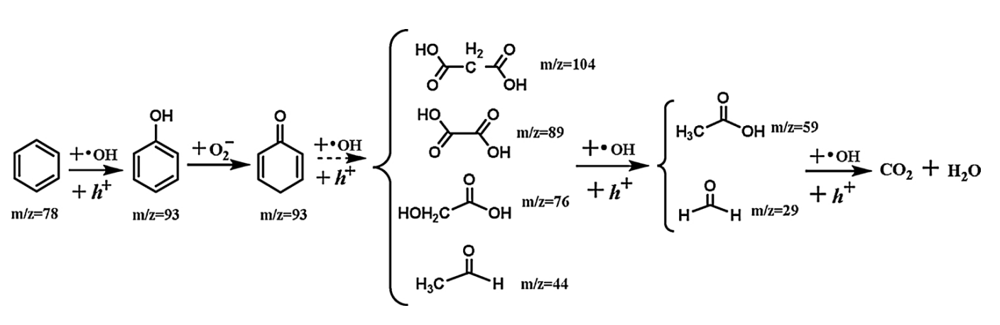 m/z=78
+•OH
+ h⁺
OH
m/z=93
+O₂⁻
O
m/z=93
+•OH
+ h⁺
HO
O
H₂
C
O
OH
m/z=104
HO
O
O
OH
m/z=89
HOH₂C
O
OH
m/z=76
H₃C
O
H
m/z=44
+•OH
+ h⁺
H₃C
O
OH
m/z=59
H
O
H
m/z=29
+•OH
+ h⁺
CO₂ + H₂O